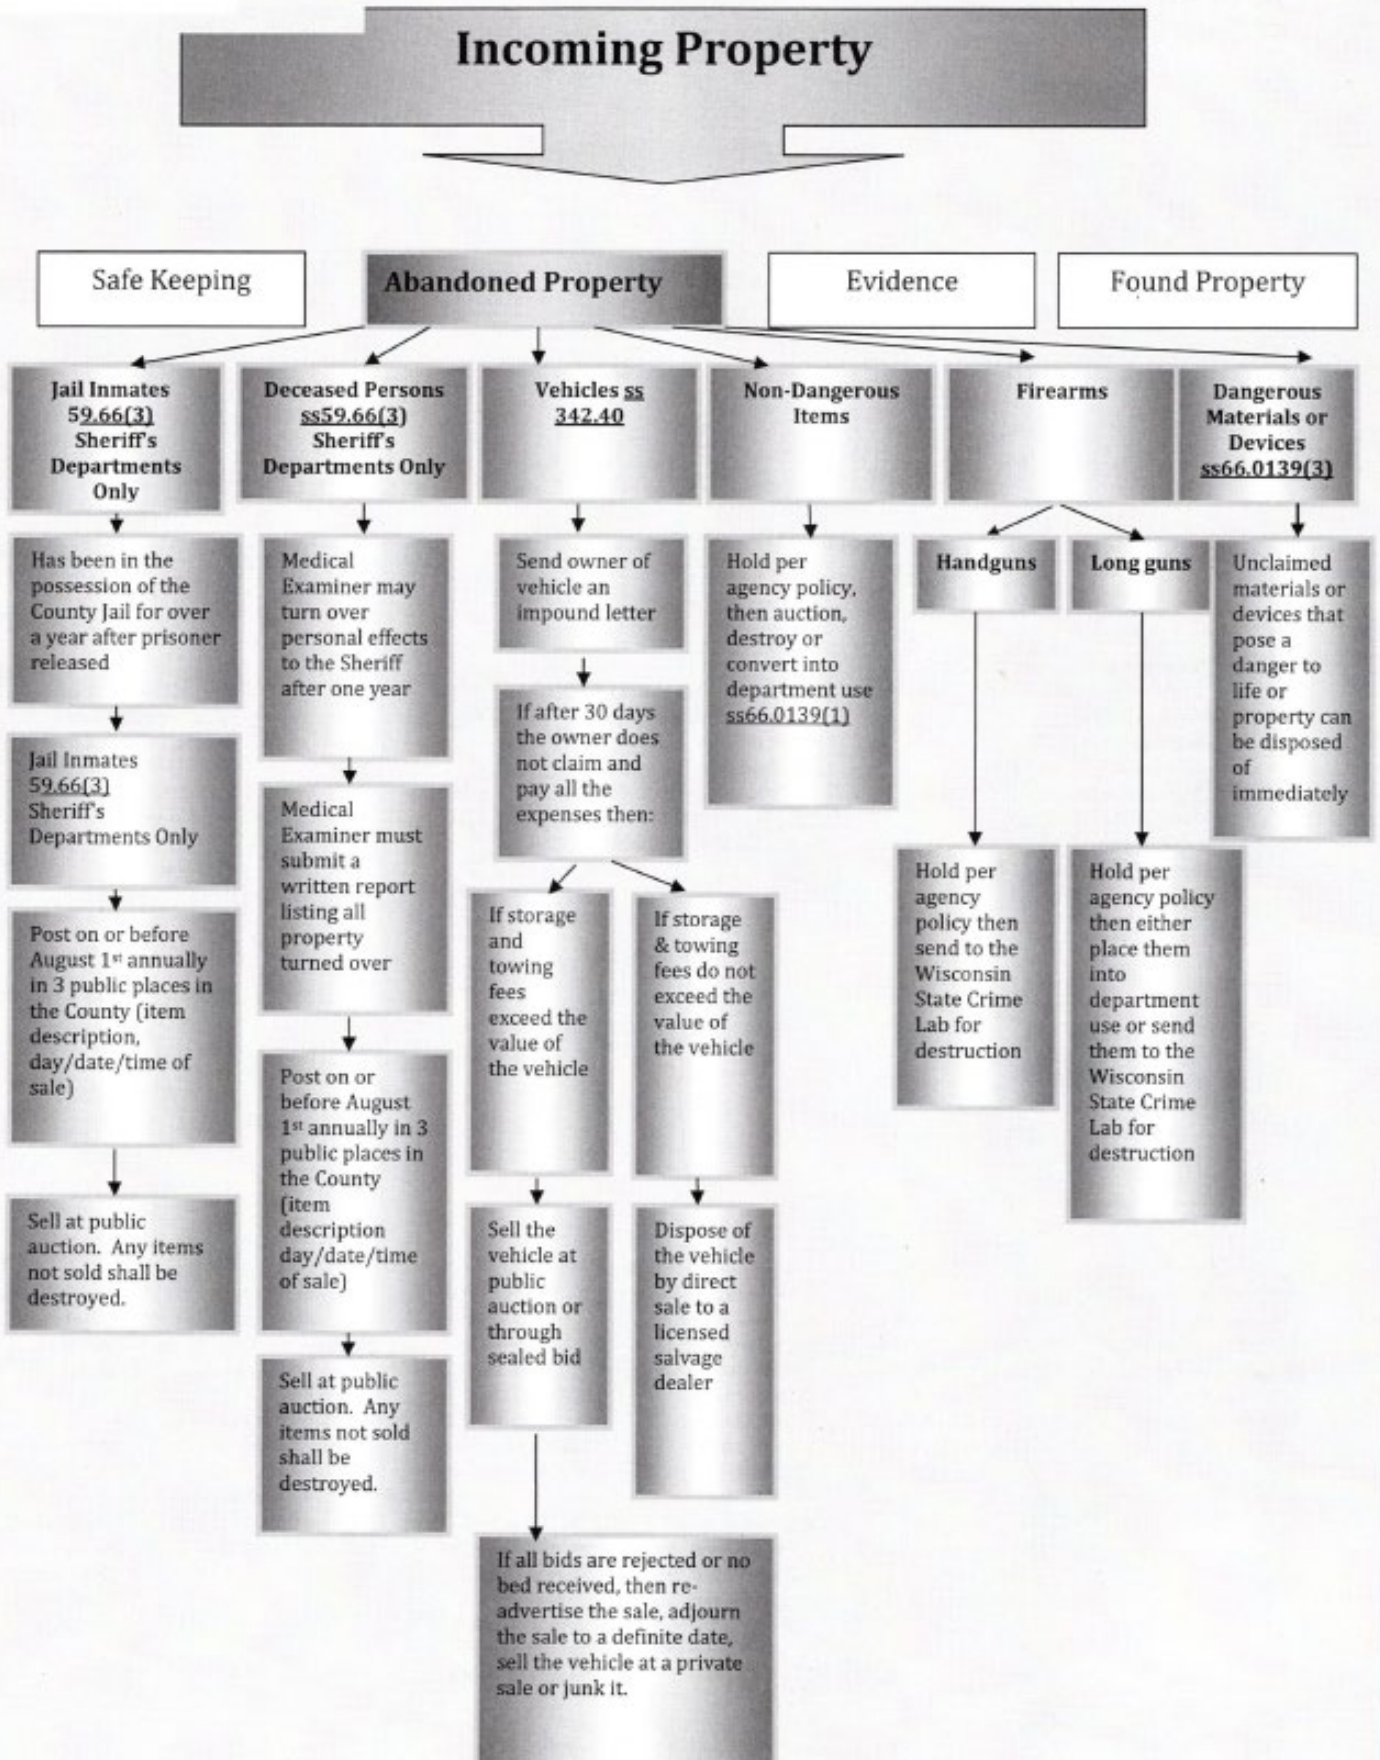 Incoming Property
Safe Keeping
Abandoned Property
Evidence
Found Property
Jail Inmates
59.66(3)
Sheriff's
Departments
Only
Has been in the
possession of the
County Jail for over
a year after prisoner
released
Jail Inmates
59.66(3)
Sheriff's
Departments Only
Post on or before
August 1st annually
in 3 public places in
the County (item
description,
day/date/time of
sale)
Sell at public
auction. Any items
not sold shall be
destroyed.
Deceased Persons
ss59.66(3)
Sheriff's
Departments Only
Medical
Examiner may
turn over
personal effects
to the Sheriff
after one year
Medical
Examiner must
submit a
written report
listing all
property
turned over
Post on or
before August
1st annually in 3
public places in
the County
(item
description
day/date/time
of sale)
Sell at public
auction. Any
items not sold
shall be
destroyed.
Vehicles ss
342.40
Send owner of
vehicle an
impound letter
If after 30 days
the owner does
not claim and
pay all the
expenses then:
If storage
and
towing
fees
exceed the
value of
the vehicle
Sell the
vehicle at
public
auction or
through
sealed bid
If all bids are rejected or no
bed received, then re-
advertise the sale, adjourn
the sale to a definite date,
sell the vehicle at a private
sale or junk it.
If storage
& towing
fees do not
exceed the
value of
the vehicle
Dispose of
the vehicle
by direct
sale to a
licensed
salvage
dealer
Non-Dangerous
Items
Hold per
agency policy,
then auction,
destroy or
convert into
department use
ss66.0139(1)
Firearms
Handguns
Hold per
agency
policy then
send to the
Wisconsin
State Crime
Lab for
destruction
Long guns
Hold per
agency policy
then either
place them
into
department
use or send
them to the
Wisconsin
State Crime
Lab for
destruction
Dangerous
Materials or
Devices
ss66.0139(3)
Unclaimed
materials or
devices that
pose a
danger to
life or
property can
be disposed
of
immediately